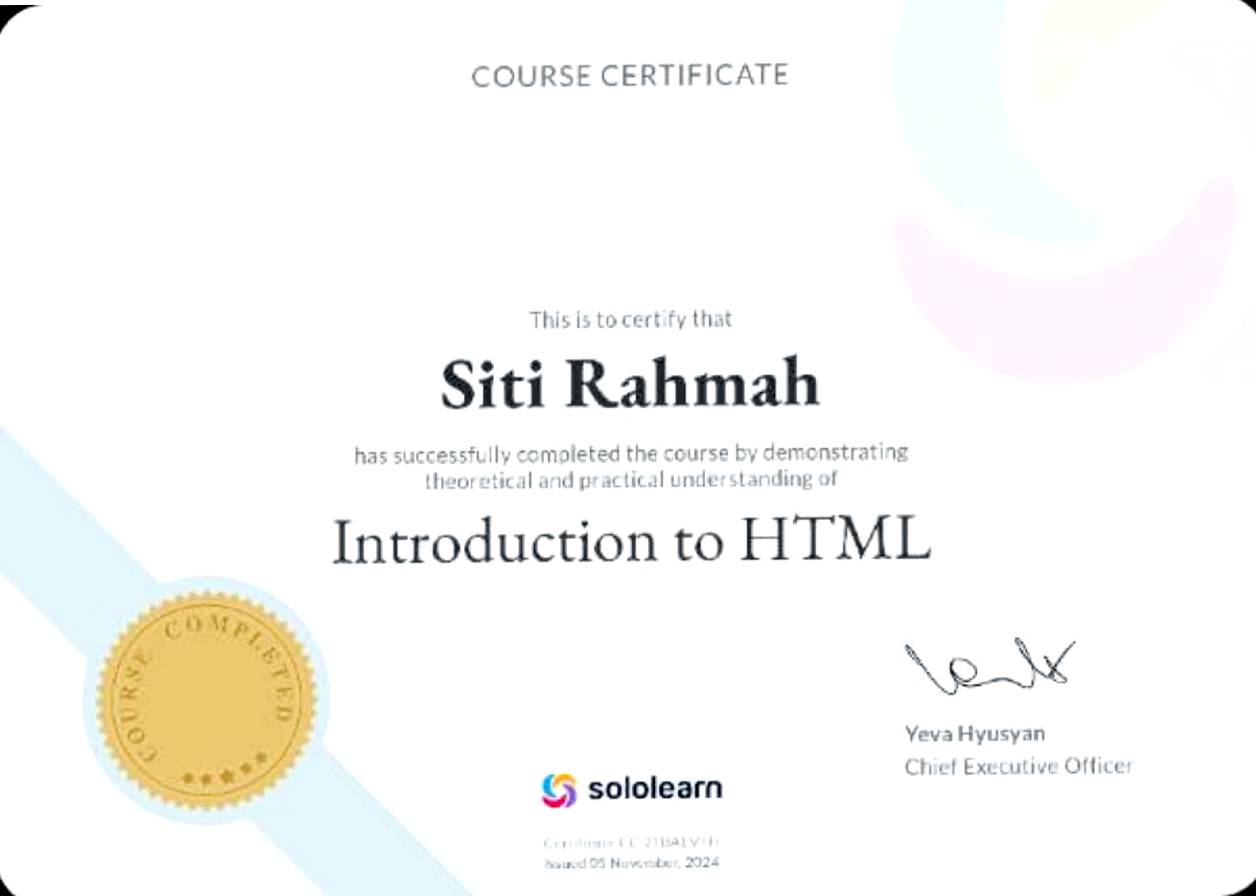 COURSE CERTIFICATE
This is to certify that
Siti Rahmah
has successfully completed the course by demonstrating
theoretical and practical understanding of
Introduction to HTML
COURSE COMPLETED
Yeva Hyusyan
Chief Executive Officer
sololearn
Certificate CC
Issued 05 November, 2024